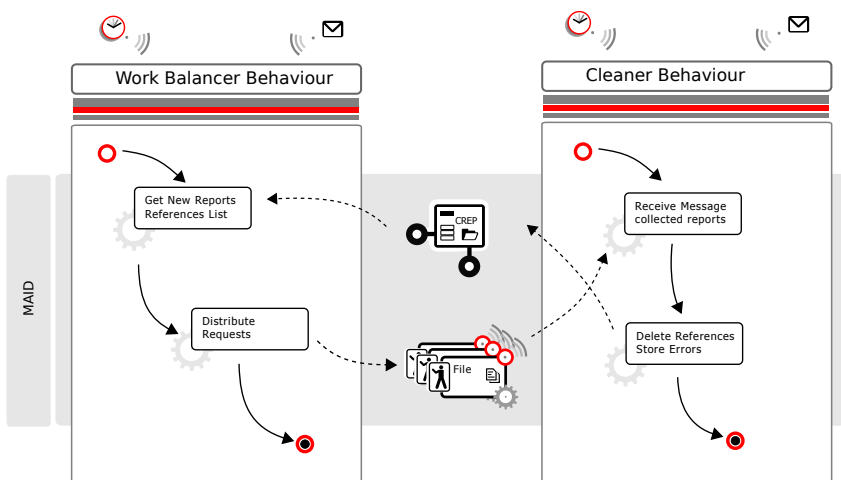 Work Balancer Behaviour
Cleaner Behaviour
Get New Reports
References List
CREP
Receive Message
collected reports
MAID
Distribute
Requests
File
Delete References
Store Errors